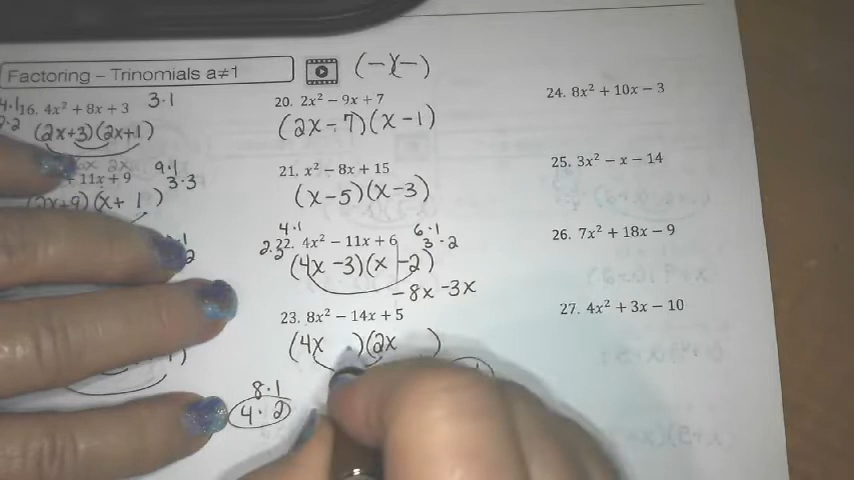 Factoring – Trinomials a≠1
(-)(-)
4·1
16. 4x² + 8x + 3
3·1
2·2
(2x+3)(2x+1)
6x 2x
+ 11x + 9
9·1
3·3
(2x+9)(x+ 1 )
20. 2x² − 9x + 7
(2x - 7)(x - 1)
21. x² − 8x + 15
(x-5)(x-3)
4·1
6·1
2·2
22. 4x² − 11x + 6
3·2
(4x -3)(x -2)
-8x -3x
23. 8x² − 14x + 5
(4x )(2x )
8·1
4·2
24. 8x² + 10x − 3
25. 3x² − x − 14
26. 7x² + 18x − 9
27. 4x² + 3x − 10